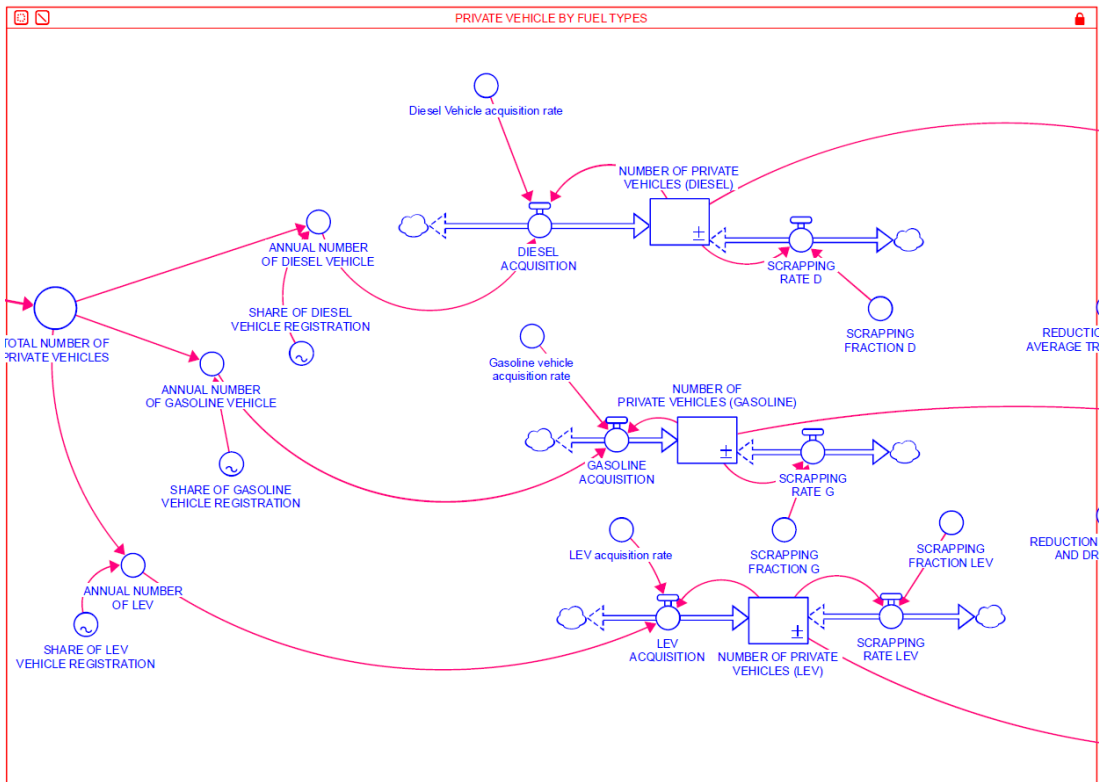 PRIVATE VEHICLE BY FUEL TYPES
Diesel Vehicle acquisition rate
NUMBER OF PRIVATE
VEHICLES (DIESEL)
ANNUAL NUMBER
OF DIESEL VEHICLE
DIESEL
ACQUISITION
SCRAPPING
RATE D
SHARE OF DIESEL
VEHICLE REGISTRATION
SCRAPPING
FRACTION D
TOTAL NUMBER OF
PRIVATE VEHICLES
AVERAGE
Gasoline vehicle
acquisition rate
ANNUAL NUMBER
OF GASOLINE VEHICLE
NUMBER OF
PRIVATE VEHICLES (GASOLINE)
GASOLINE
ACQUISITION
SCRAPPING
RATE G
SHARE OF GASOLINE
VEHICLE REGISTRATION
LEV acquisition rate
SCRAPPING
FRACTION G
SCRAPPING
FRACTION LEV
REDUCTION
AND
ANNUAL NUMBER
OF LEV
SHARE OF LEV
VEHICLE REGISTRATION
LEV
ACQUISITION
NUMBER OF PRIVATE
VEHICLES (LEV)
SCRAPPING
RATE LEV